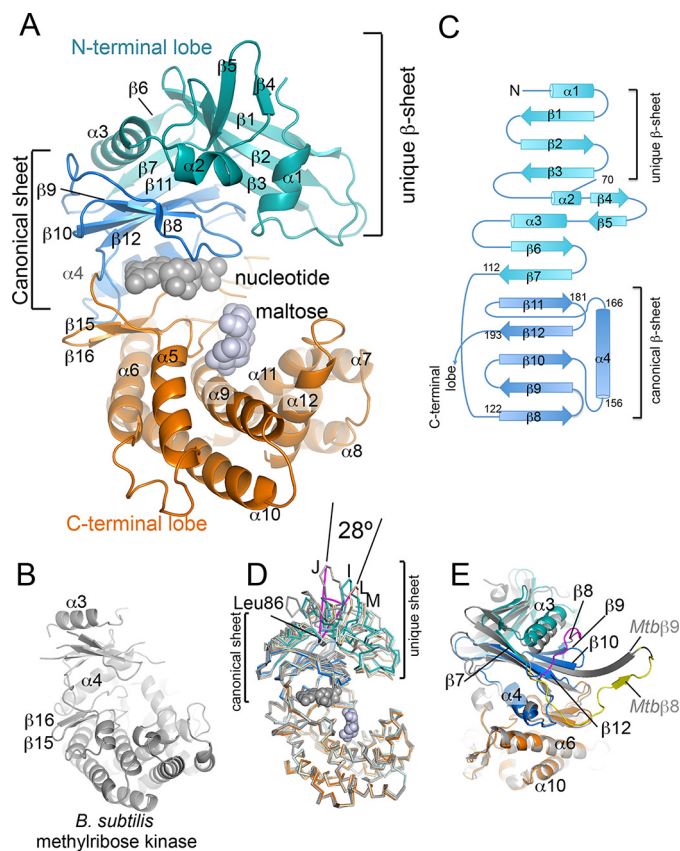 A
N-terminal lobe
β5
β4
β6
β1
α3
β2
α2
β7
β3
α1
β11
unique β-sheet
Canonical sheet
β9
β8
β10
β12
α4
nucleotide
maltose
β15
β16
α5
α7
α6
α11
α9
α12
α8
α10
C-terminal lobe
C
N
α1
β1
β2
β3
70
α2
β4
α3
β5
β6
112
β7
unique β-sheet
β11
181
166
193
β12
α4
β10
β9
156
122
β8
C-terminal
lobe
canonical β-sheet
B
α3
α4
β16
β15
B. subtilis
methylribose kinase
D
28º
J
I
L
M
Leu86
canonical sheet
unique sheet
E
β8
α3
β9
β10
Mtbβ9
β7
α4
Mtbβ8
β12
α6
α10